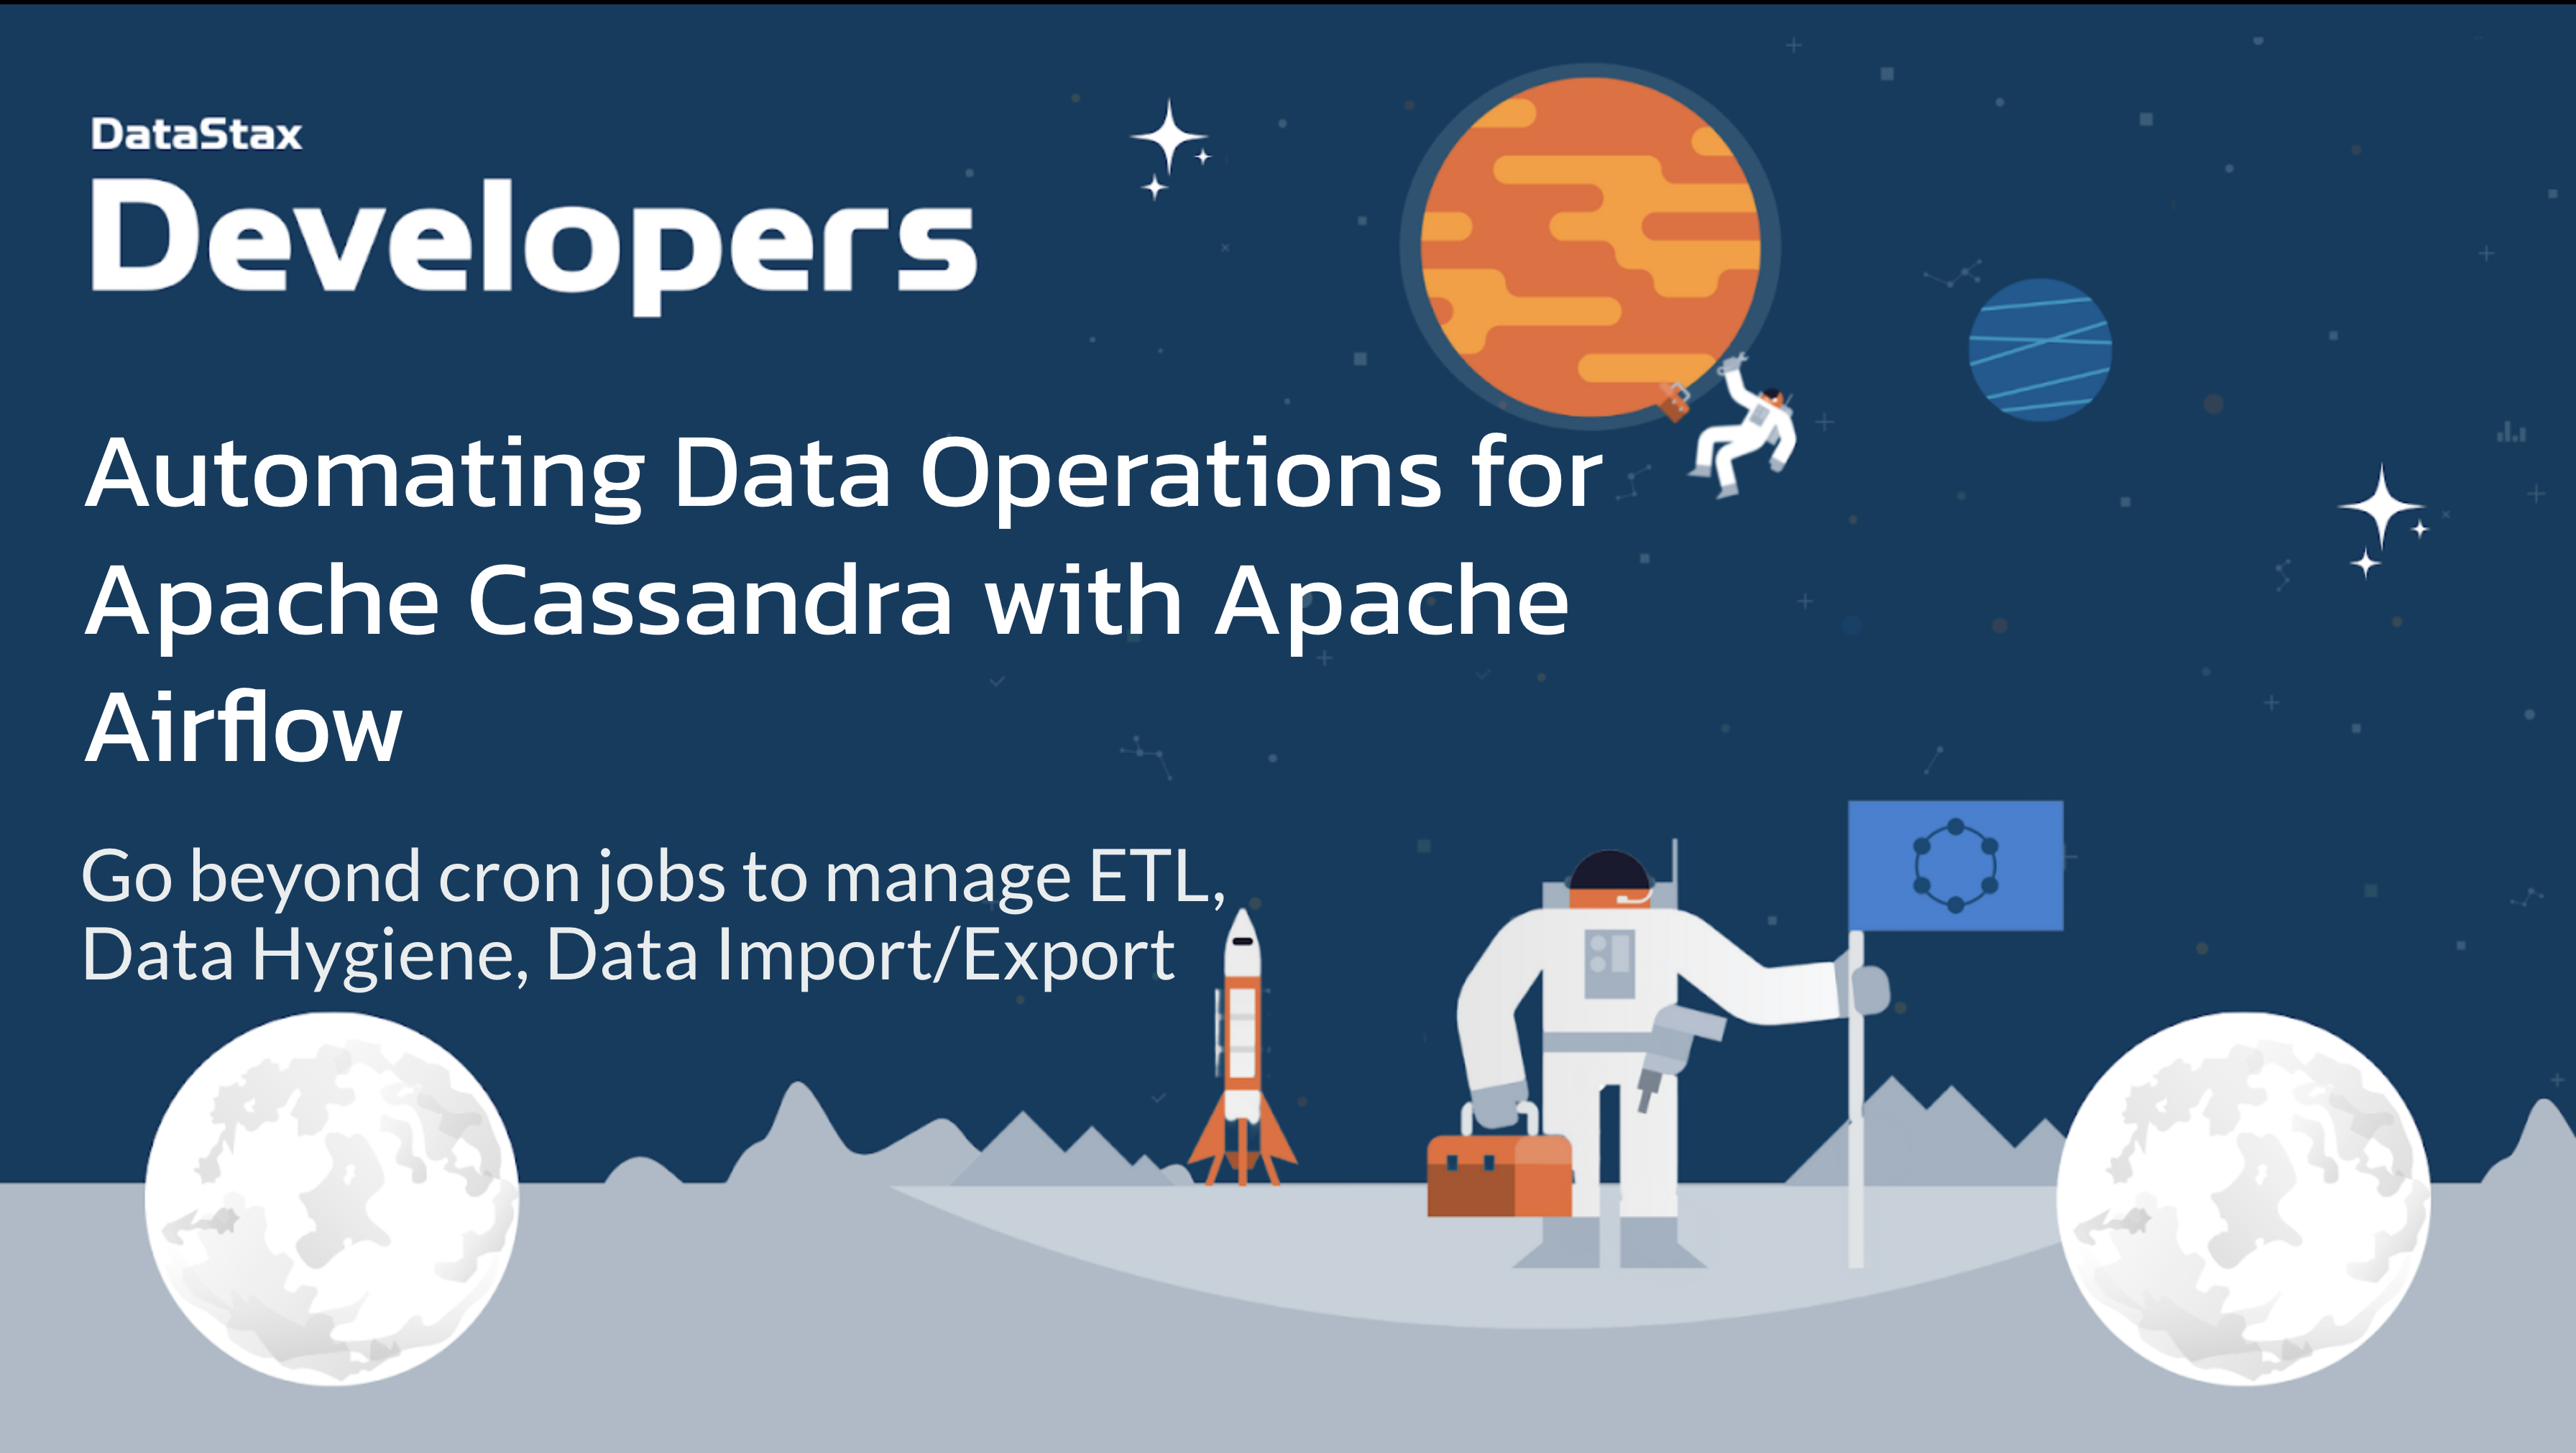 DataStax
Developers
Automating Data Operations for
Apache Cassandra with Apache
Airflow
Go beyond cron jobs to manage ETL,
Data Hygiene, Data Import/Export